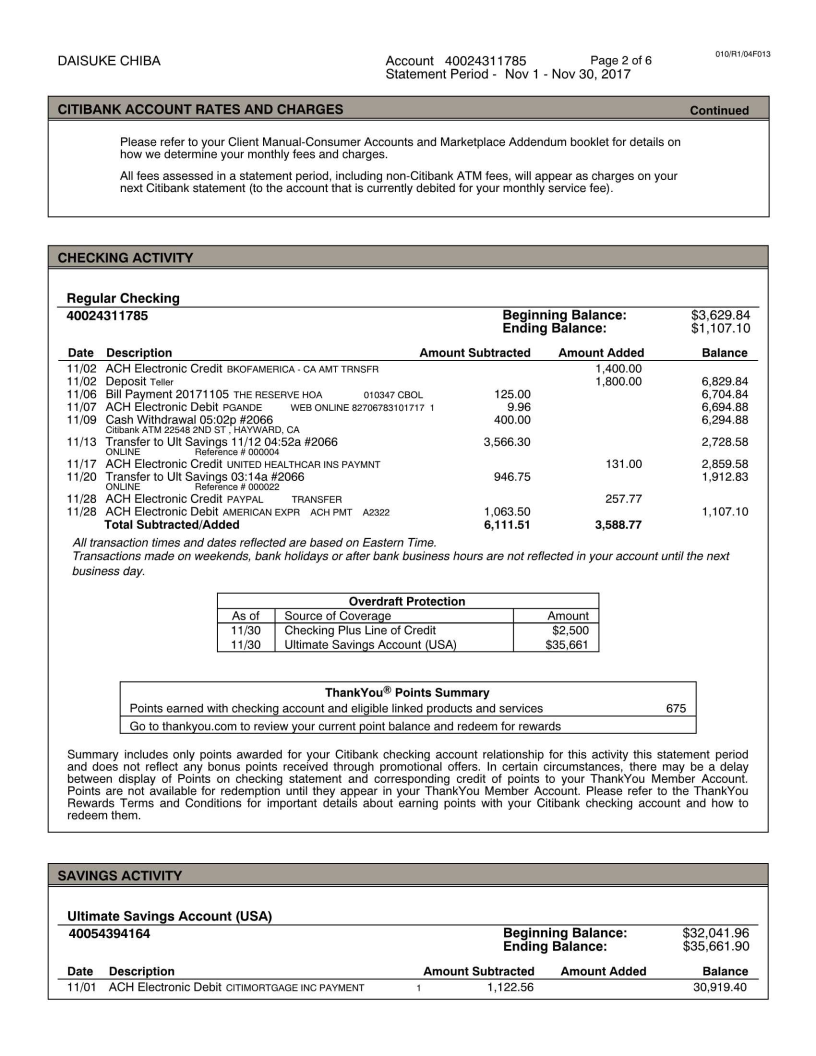 010/R1/04F013
DAISUKE CHIBA Account 40024311785 Page 2 of 6
Statement Period - Nov 1 - Nov 30, 2017
CITIBANK ACCOUNT RATES AND CHARGES Continued
Please refer to your Client Manual-Consumer Accounts and Marketplace Addendum booklet for details on
how we determine your monthly fees and charges.
All fees assessed in a statement period, including non-Citibank ATM fees, will appear as charges on your
next Citibank statement (to the account that is currently debited for your monthly service fee).
CHECKING ACTIVITY
Regular Checking
40024311785 Beginning Balance: $3,629.84
Ending Balance: $1,107.10
Date Description Amount Subtracted Amount Added Balance
11/02 ACH Electronic Credit BKOFAMERICA - CA AMT TRNSFR 1,400.00
11/02 Deposit Teller 1,800.00 6,829.84
11/06 Bill Payment 20171105 THE RESERVE HOA 010347 CBOL 125.00 6,704.84
11/07 ACH Electronic Debit PGANDE WEB ONLINE 82706783101717 1 9.96 6,694.88
11/09 Cash Withdrawal 05:02p #2066 400.00 6,294.88
Citibank ATM 22548 2ND ST , HAYWARD, CA
11/13 Transfer to Ult Savings 11/12 04:52a #2066 3,566.30 2,728.58
ONLINE Reference # 000004
11/17 ACH Electronic Credit UNITED HEALTHCAR INS PAYMNT 131.00 2,859.58
11/20 Transfer to Ult Savings 03:14a #2066 946.75 1,912.83
ONLINE Reference # 000022
11/28 ACH Electronic Credit PAYPAL TRANSFER 257.77
11/28 ACH Electronic Debit AMERICAN EXPR ACH PMT A2322 1,063.50 1,107.10
Total Subtracted/Added 6,111.51 3,588.77
All transaction times and dates reflected are based on Eastern Time.
Transactions made on weekends, bank holidays or after bank business hours are not reflected in your account until the next
business day.
Overdraft Protection
As of Source of Coverage Amount
11/30 Checking Plus Line of Credit $2,500
11/30 Ultimate Savings Account (USA) $35,661
ThankYou® Points Summary
Points earned with checking account and eligible linked products and services 675
Go to thankyou.com to review your current point balance and redeem for rewards
Summary includes only points awarded for your Citibank checking account relationship for this activity this statement period
and does not reflect any bonus points received through promotional offers. In certain circumstances, there may be a delay
between display of Points on checking statement and corresponding credit of points to your ThankYou Member Account.
Points are not available for redemption until they appear in your ThankYou Member Account. Please refer to the ThankYou
Rewards Terms and Conditions for important details about earning points with your Citibank checking account and how to
redeem them.
SAVINGS ACTIVITY
Ultimate Savings Account (USA)
40054394164 Beginning Balance: $32,041.96
Ending Balance: $35,661.90
Date Description Amount Subtracted Amount Added Balance
11/01 ACH Electronic Debit CITIMORTGAGE INC PAYMENT 1 1,122.56 30,919.40